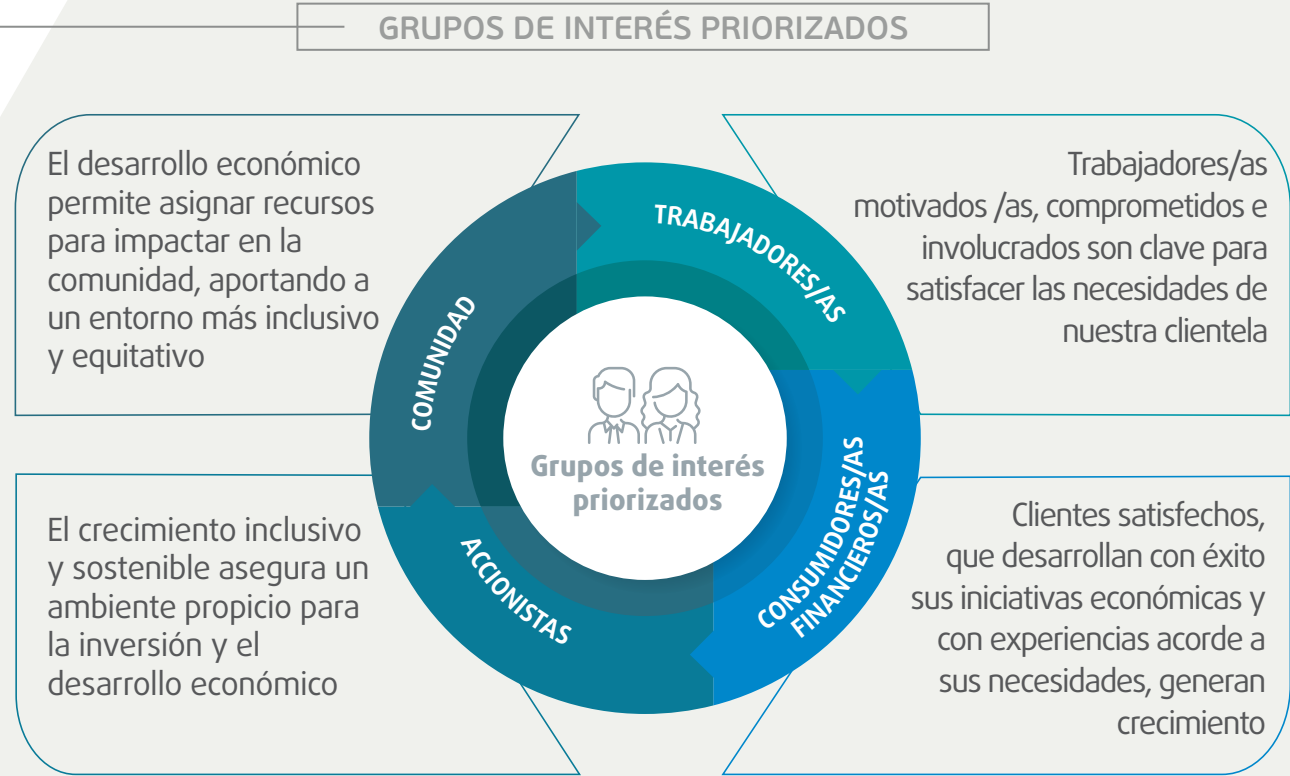 GRUPOS DE INTERÉS PRIORIZADOS
El desarrollo económico
permite asignar recursos
para impactar en la
comunidad, aportando a
un entorno más inclusivo
y equitativo
Trabajadores/as
motivados /as, comprometidos e
involucrados son clave para
satisfacer las necesidades de
nuestra clientela
COMUNIDAD
TRABAJADORES/AS
Grupos de interés
priorizados
ACCIONISTAS
CONSUMIDORES/AS
FINANCIEROS/AS
El crecimiento inclusivo
y sostenible asegura un
ambiente propicio para
la inversión y el
desarrollo económico
Clientes satisfechos,
que desarrollan con éxito
sus iniciativas económicas y
con experiencias acorde a
sus necesidades, generan
crecimiento